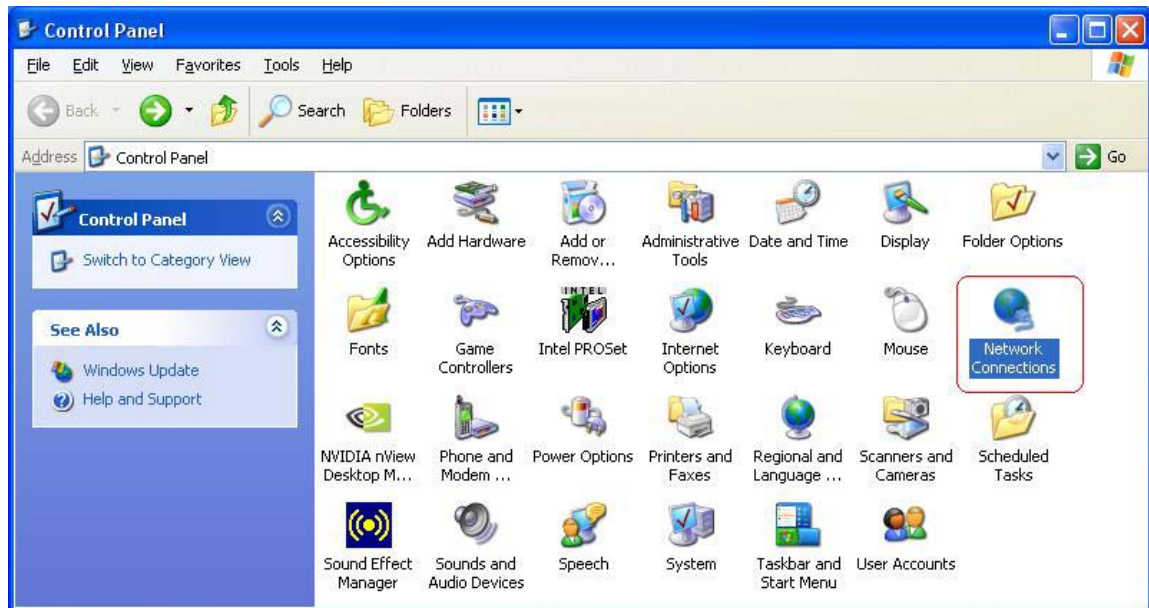 Control Panel
File Edit View Favorites Tools Help
Back Search Folders
Address Control Panel Go
Control Panel
Switch to Category View
See Also
Windows Update
Help and Support
Accessibility Options
Add Hardware
Add or Remov...
Administrative Tools
Date and Time
Display
Folder Options
Fonts
Game Controllers
INTEL
Intel PROSet
Internet Options
Keyboard
Mouse
Network Connections
NVIDIA nView Desktop M...
Phone and Modem ...
Power Options
Printers and Faxes
Regional and Language ...
Scanners and Cameras
Scheduled Tasks
Sound Effect Manager
Sounds and Audio Devices
Speech
System
Taskbar and Start Menu
User Accounts